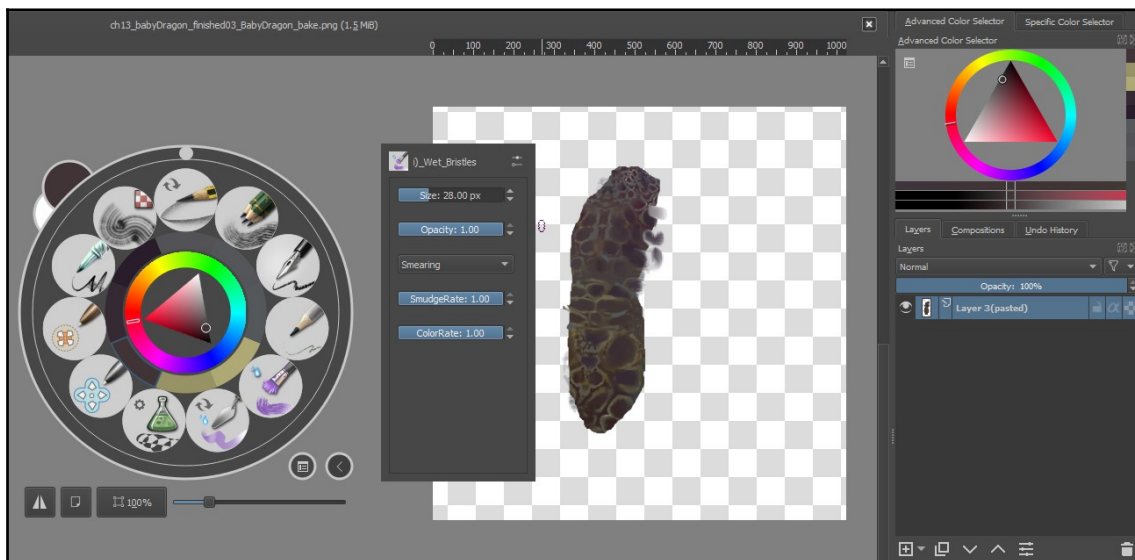 ch13_babyDragon_finished03_BabyDragon_bake.png (1.5 MiB)
0 100 200 300 400 500 600 700 800 900 1000
i)_Wet_Bristles
Size: 28.00 px
Opacity: 1.00
Smearing
SmudgeRate: 1.00
ColorRate: 1.00
100%
Advanced Color Selector Specific Color Selector
Advanced Color Selector
Layers Compositions Undo History
Layers
Normal
Opacity: 100%
Layer 3(pasted)